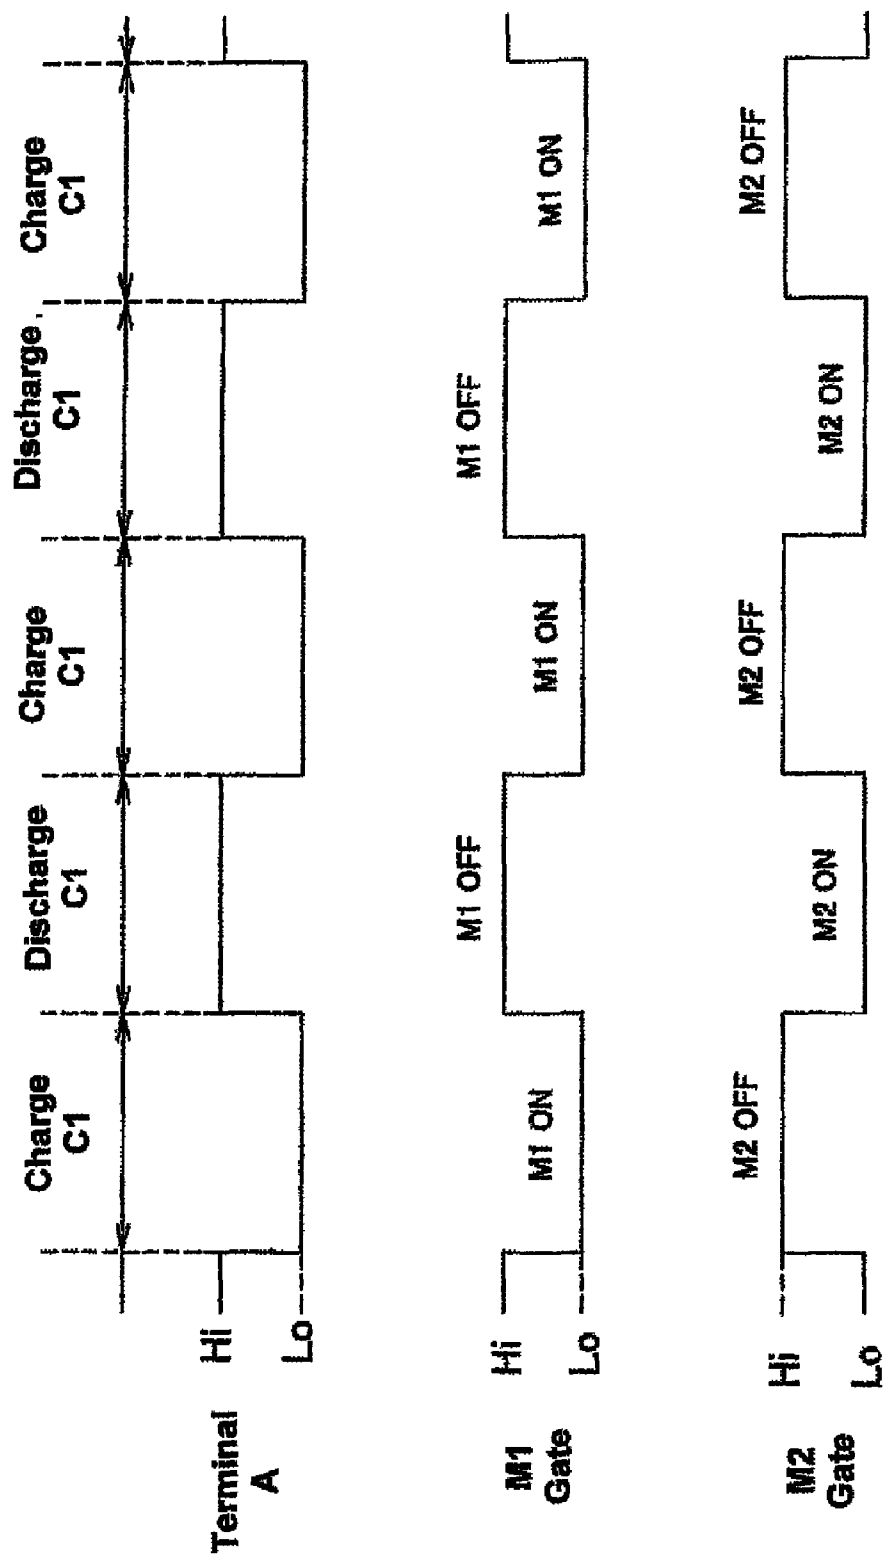 Charge
C1
Discharge
C1
Charge
C1
Discharge
C1
Charge
C1
Terminal
A
Hi
Lo
M1
Gate
Hi
Lo
M1 ON
M1 OFF
M1 ON
M1 OFF
M1 ON
M2
Gate
Hi
Lo
M2 OFF
M2 ON
M2 OFF
M2 ON
M2 OFF